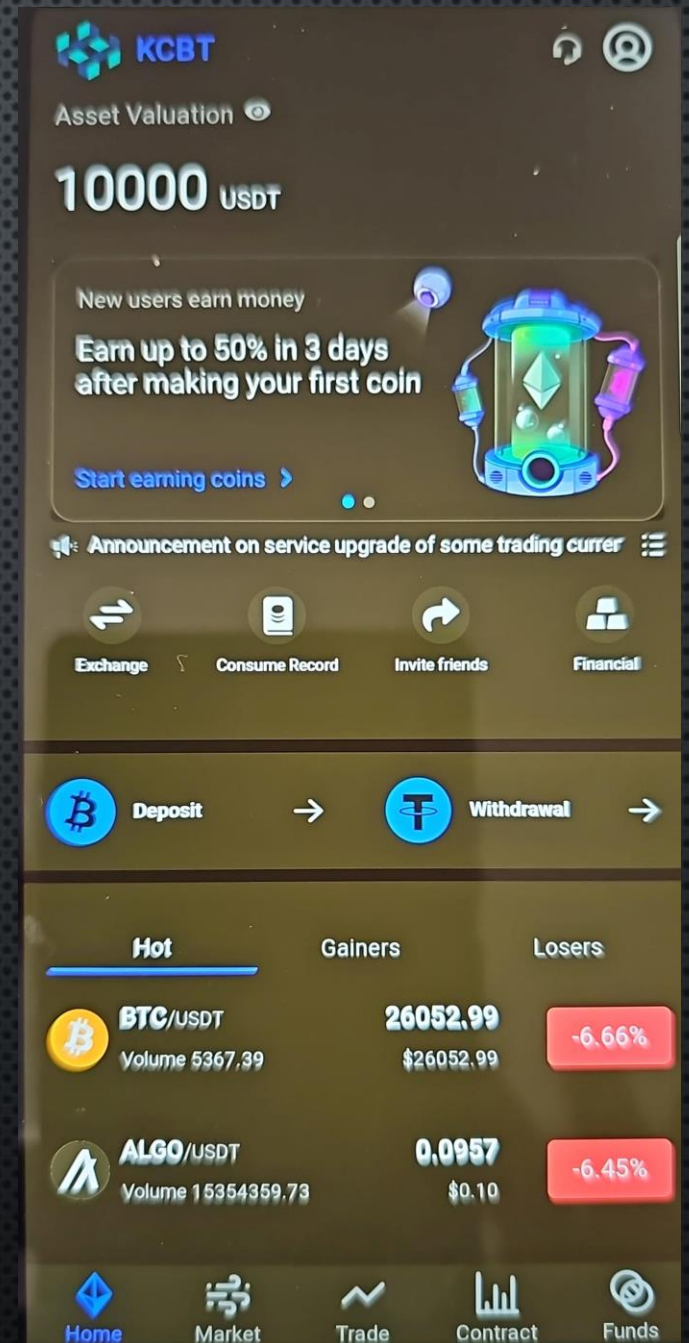 KCBT
Asset Valuation
10000 USDT
New users earn money
Earn up to 50% in 3 days
after making your first coin
Start earning coins >
Announcement on service upgrade of some trading currer
Exchange
Consume Record
Invite friends
Financial
Deposit
Withdrawal
Hot
Gainers
Losers
BTC/USDT
26052.99
-6.66%
Volume 5367.39
$26052.99
ALGO/USDT
0.0957
-6.45%
Volume 15354359.73
$0.10
Home
Market
Trade
Contract
Funds